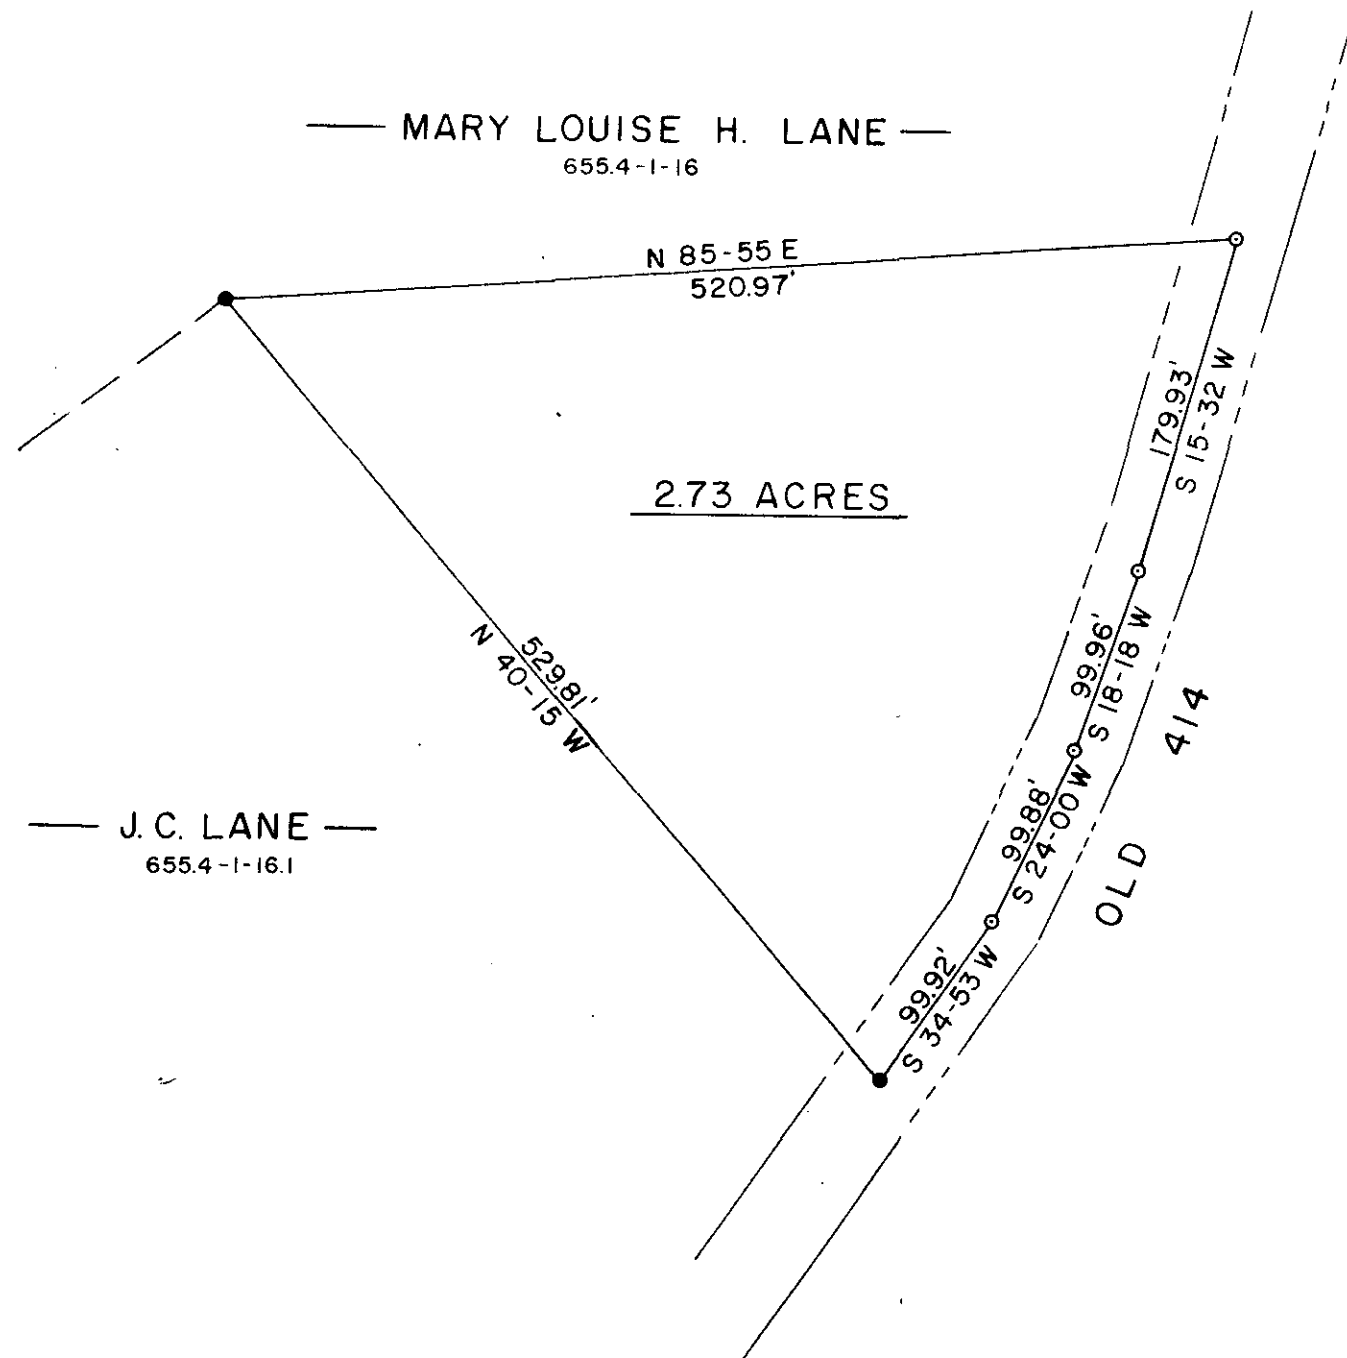 MARY LOUISE H. LANE
655.4-1-16
N 85-55 E
520.97'
179.93'
S 15-32 W
2.73 ACRES
529.81'
N 40-15 W
99.96'
S 18-18 W
OLD 414
99.88'
S 24-00 W
J. C. LANE
655.4-1-16.1
99.92'
S 34-53 W